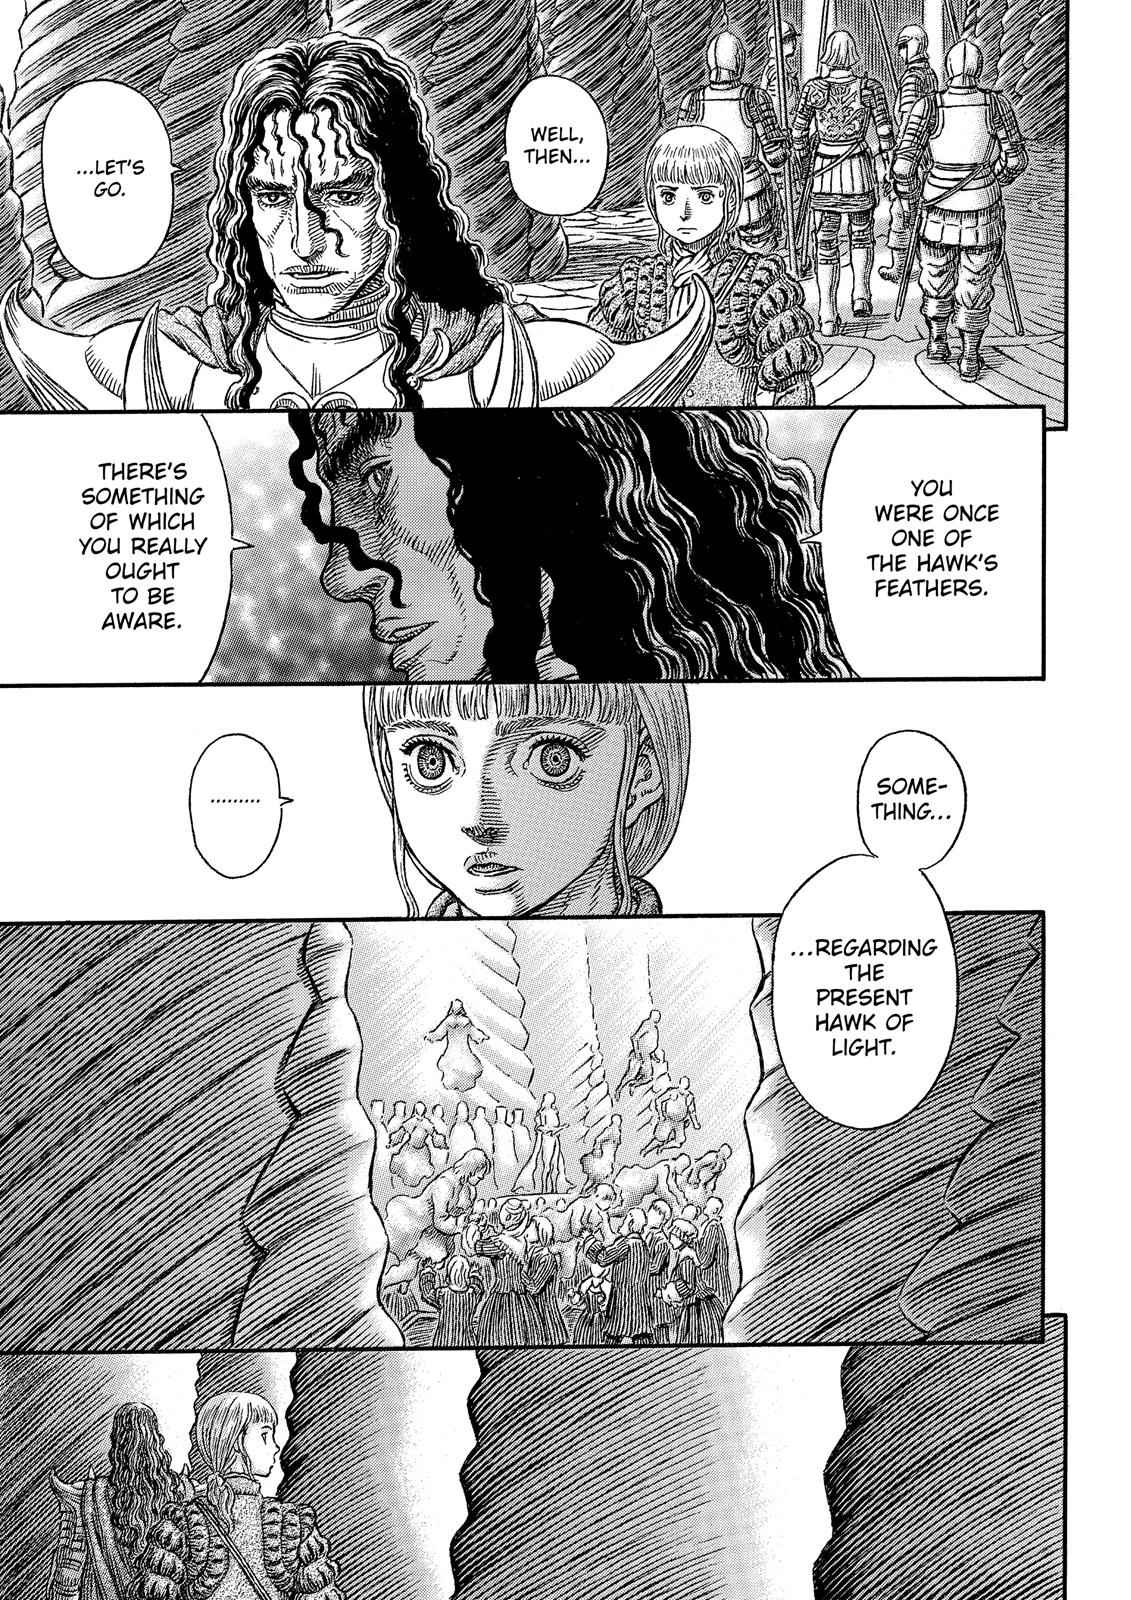 WELL,
THEN...
...LET'S
GO.
YOU
WERE ONCE
ONE OF
THE HAWK'S
FEATHERS.
THERE'S
SOMETHING
OF WHICH
YOU REALLY
OUGHT
TO BE
AWARE.
SOME-
THING...
...REGARDING
THE
PRESENT
HAWK OF
LIGHT.
.........